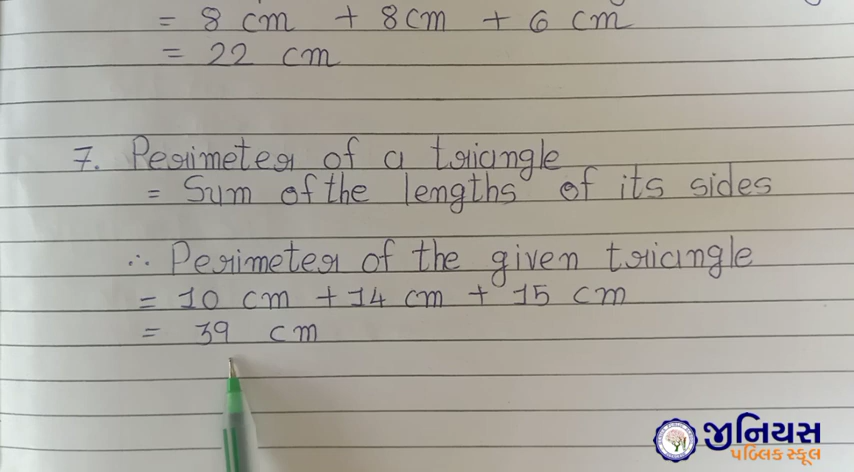 = 8 cm + 8 cm + 6 cm
= 22 cm
7. Perimeter of a triangle
= Sum of the lengths of its sides
∴ Perimeter of the given triangle
= 10 cm + 14 cm + 15 cm
= 39 cm
જીનિયસ
પબ્લિક સ્કૂલ